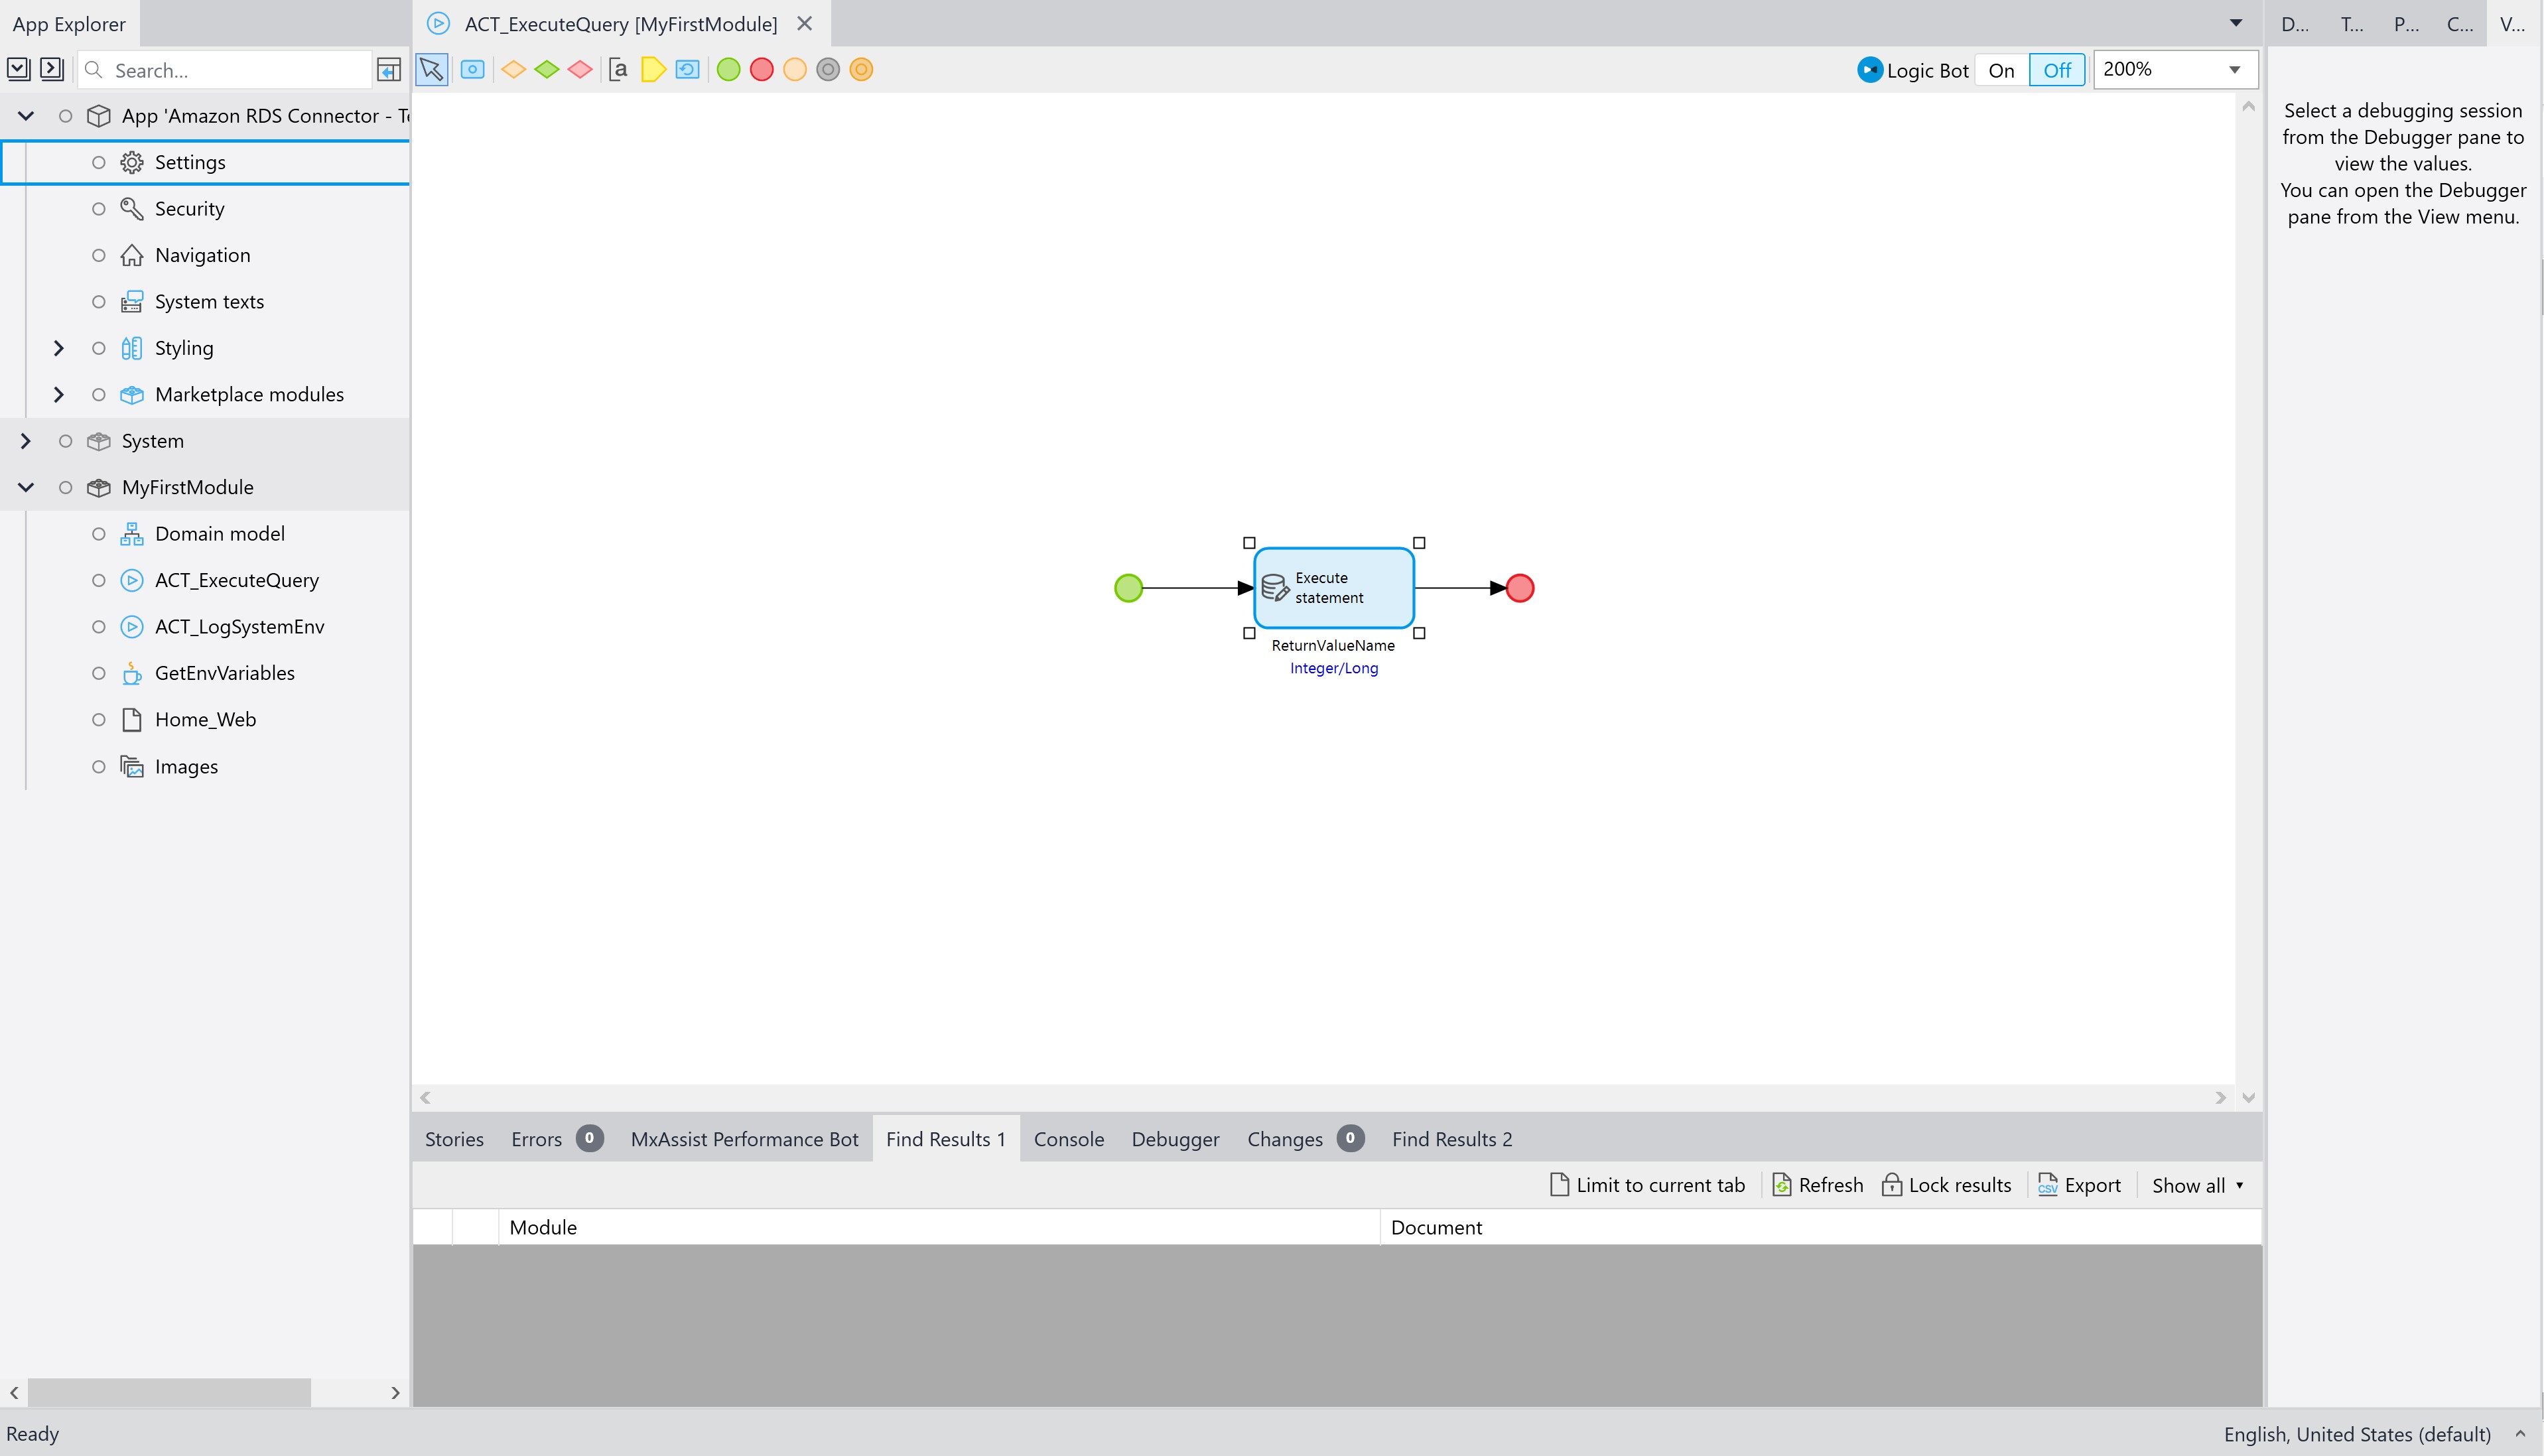 App Explorer
ACT_ExecuteQuery [MyFirstModule]
D...
T...
P...
C...
V...
Search...
a
Logic Bot
On
Off
200%
App 'Amazon RDS Connector - Te
Settings
Security
Navigation
System texts
Styling
Marketplace modules
System
MyFirstModule
Domain model
ACT_ExecuteQuery
ACT_LogSystemEnv
GetEnvVariables
Home_Web
Images
Execute
statement
ReturnValueName
Integer/Long
Select a debugging session
from the Debugger pane to
view the values.
You can open the Debugger
pane from the View menu.
Stories
Errors 0
MxAssist Performance Bot
Find Results 1
Console
Debugger
Changes 0
Find Results 2
Limit to current tab
Refresh
Lock results
CSV Export
Show all
Module
Document
Ready
English, United States (default)